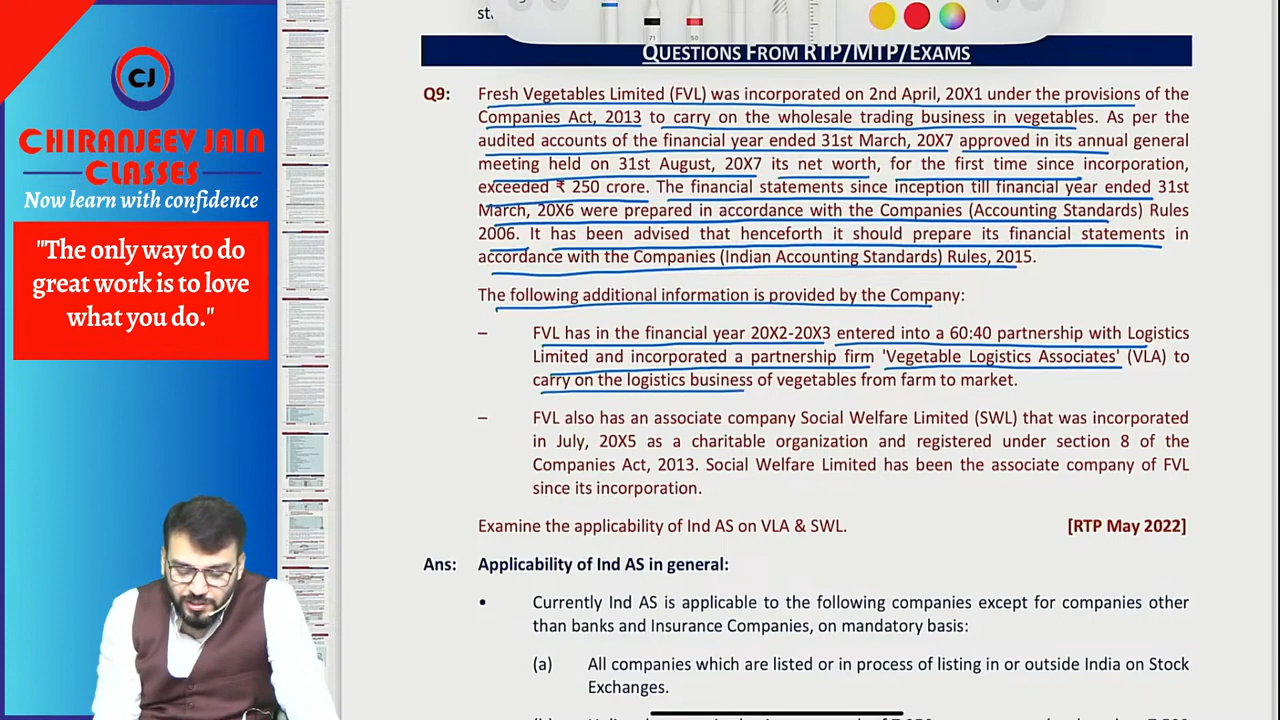 CJ
CHIRANJEEV JAIN
CLASSES
Now learn with confidence
"The only way to do
great work is to love
what you do."
71
50
Q9: Fresh Limited (FVL) was incorporated on 2nd April, 20X1 under the provisions of the
Companies Act, 2013 to carry on the wholesale trading business in vegetables. As per the
audited accounts of the financial year ended 31st March, 20X7 at its annual general
meeting held on 31st August, 20X7 its net worth, for the first time since incorporation,
exceeded 250 crore. The financial statements since inception till financial year ended 31st
March, 20X6 were prepared in accordance with the Companies (Accounting Standards) Rules,
2006. It has been advised that henceforth it should prepare its financial statements in
accordance with the Companies (Indian Accounting Standards) Rules, 2015.
The following additional information is provided by the Company:
– FVL has in the financial year 20X2-20X3 entered into a 60:40 partnership with Logistics
Limited and incorporated a partnership firm 'Vegetable Logistics Associates' (VLA) to
carry on the logistics business of vegetables from farm to market.
– FVL also has an associate company Social Welfare Limited (SWL) that was incorporated
in July, 20X5 as a charitable organization and registered under section 8 of the
Companies Act, 2013. Social Welfare Limited has been the associate company of FVL
since its incorporation.
Examine the applicability of Ind AS on VLA & SWL. [RTP May 2022]
Ans: Applicability of Ind AS in general
Currently Ind AS is applicable to the following companies except for companies other
than banks and Insurance Companies, on mandatory basis:
(a) All companies which are listed or in process of listing in or outside India on Stock
Exchanges.